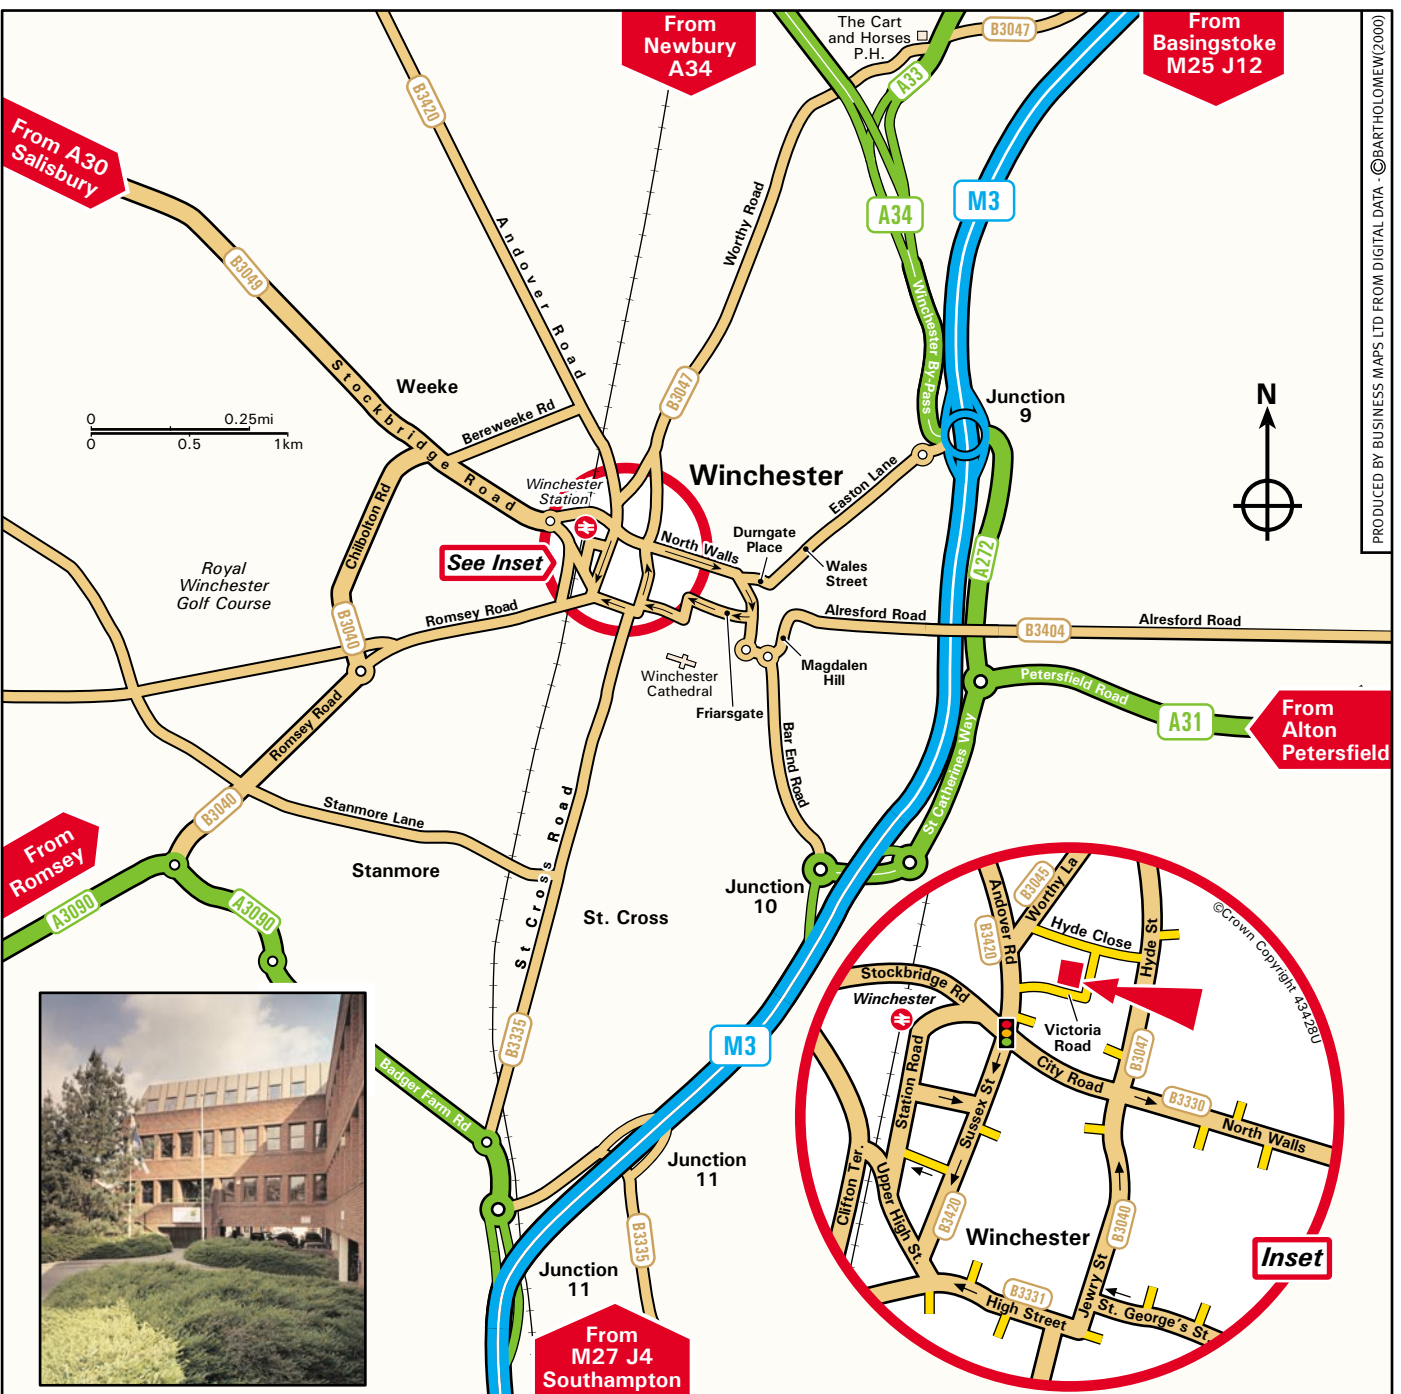 From
Newbury
A34
The Cart
and Horses
P.H.
B3047
From
Basingstoke
M25 J12
PRODUCED BY BUSINESS MAPS LTD FROM DIGITAL DATA - ©BARTHOLOMEW(2000)
B3420
A33
From A30
Salisbury
M3
A34
Worthy Road
Andover Road
B3049
Winchester By-Pass
Stockbridge Road
Weeke
B3047
Junction
9
N
0 0.25mi
0 0.5 1km
Bereweke Rd
Winchester
Winchester
Station
Easton Lane
Chilbolton Rd
See Inset
North Walls
Durngate
Place
Wales
Street
A272
Royal
Winchester
Golf Course
Romsey Road
B3040
Alresford Road
B3404
Alresford Road
Magdalen
Hill
Winchester
Cathedral
Friarsgate
Petersfield Road
A31
From
Alton
Petersfield
Romsey Road
Bar End Road
St Catherines Way
B3040
Stanmore Lane
St Cross Road
From
Romsey
Stanmore
A3090
A3090
St. Cross
Junction
10
B3335
M3
Badger Farm Rd
Junction
11
B3335
Junction
11
From
M27 J4
Southampton
©Crown Copyright 43428U
Andover Rd
B3045
Worthy La
B3420
Hyde Close
Hyde St
Stockbridge Rd
Winchester
Victoria
Road
Station Road
City Road
B3047
B3330
North Walls
Sussex St
Clifton Ter.
Upper High St.
B3420
B3040
Winchester
Inset
B3331
High Street
Jewry St
St. George's St.